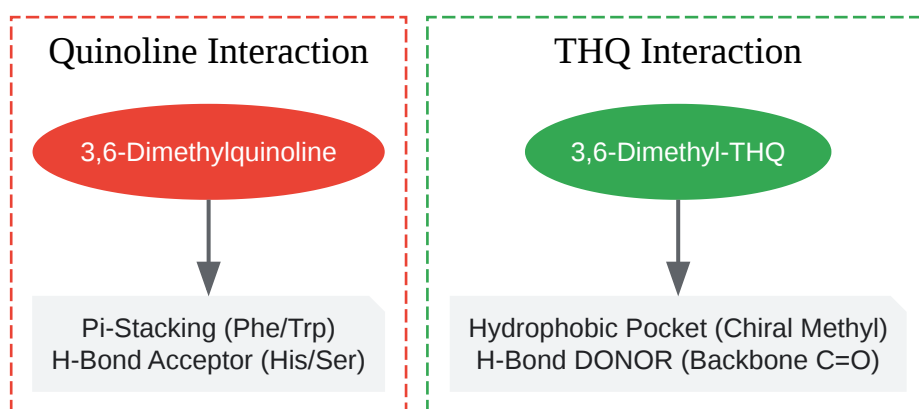 Quinoline Interaction
3,6-Dimethylquinoline
Pi-Stacking (Phe/Trp)
H-Bond Acceptor (His/Ser)
THQ Interaction
3,6-Dimethyl-THQ
Hydrophobic Pocket (Chiral Methyl)
H-Bond DONOR (Backbone C=O)